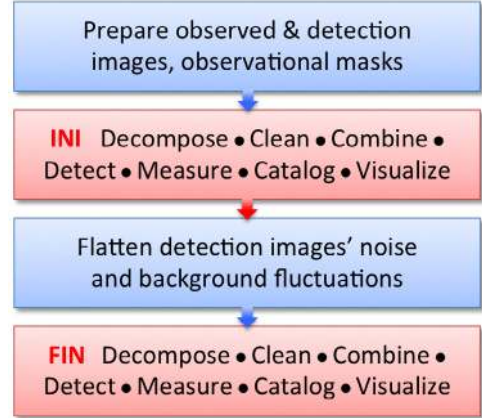 Prepare observed & detection
images, observational masks
INI Decompose • Clean • Combine •
Detect • Measure • Catalog • Visualize
Flatten detection images’ noise
and background fluctuations
FIN Decompose • Clean • Combine •
Detect • Measure • Catalog • Visualize